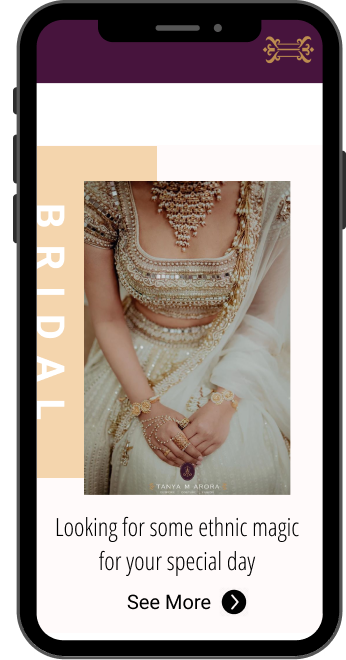 BRIDAL
TANYA M ARORA
Looking for some ethnic magic
for your special day
See More